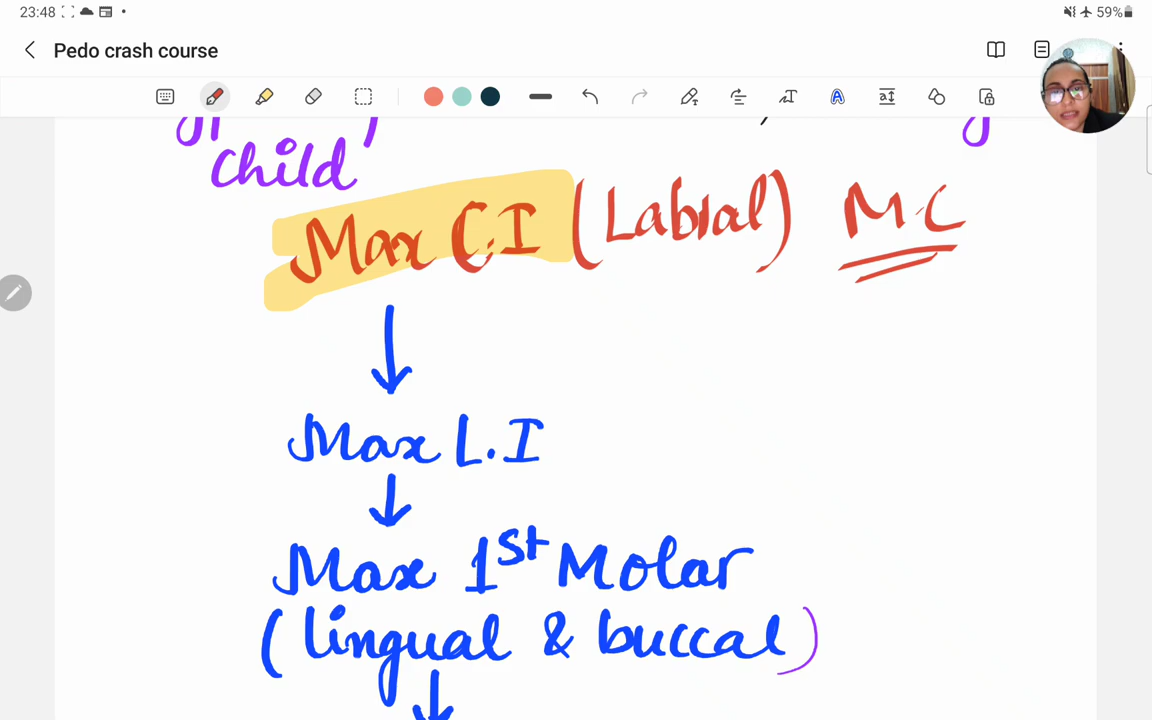 23:48
59%
Pedo crash course
child
Max C.I (Labial) M.C
↓
Max L.I
↓
Max 1st Molar
(lingual & buccal)
↓